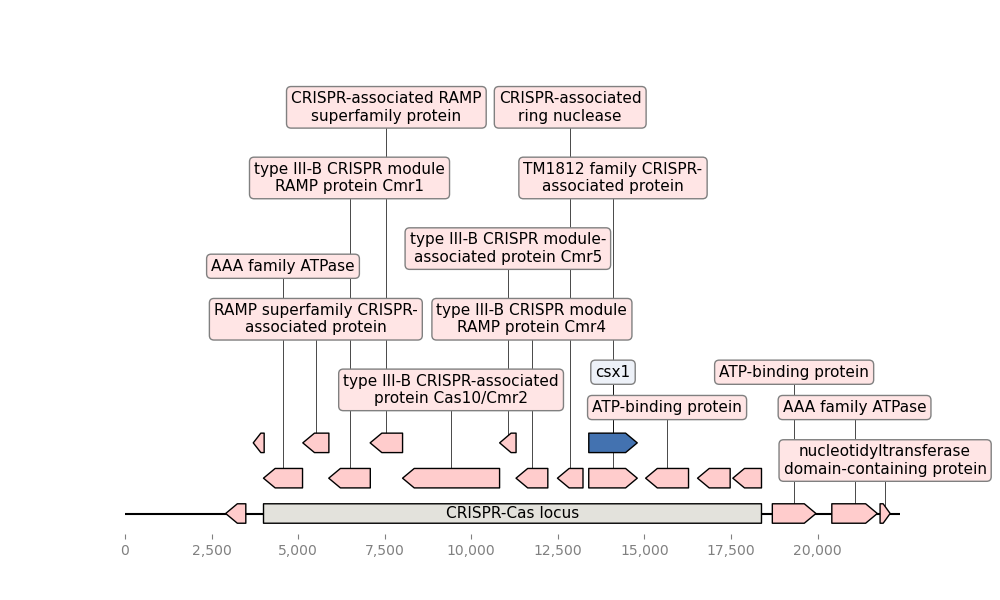 CRISPR-associated RAMP
superfamily protein
CRISPR-associated
ring nuclease
type III-B CRISPR module
RAMP protein Cmr1
TM1812 family CRISPR-
associated protein
type III-B CRISPR module-
associated protein Cmr5
AAA family ATPase
RAMP superfamily CRISPR-
associated protein
type III-B CRISPR module
RAMP protein Cmr4
csx1
ATP-binding protein
type III-B CRISPR-associated
protein Cas10/Cmr2
ATP-binding protein
AAA family ATPase
nucleotidyltransferase
domain-containing protein
CRISPR-Cas locus
0 2,500 5,000 7,500 10,000 12,500 15,000 17,500 20,000